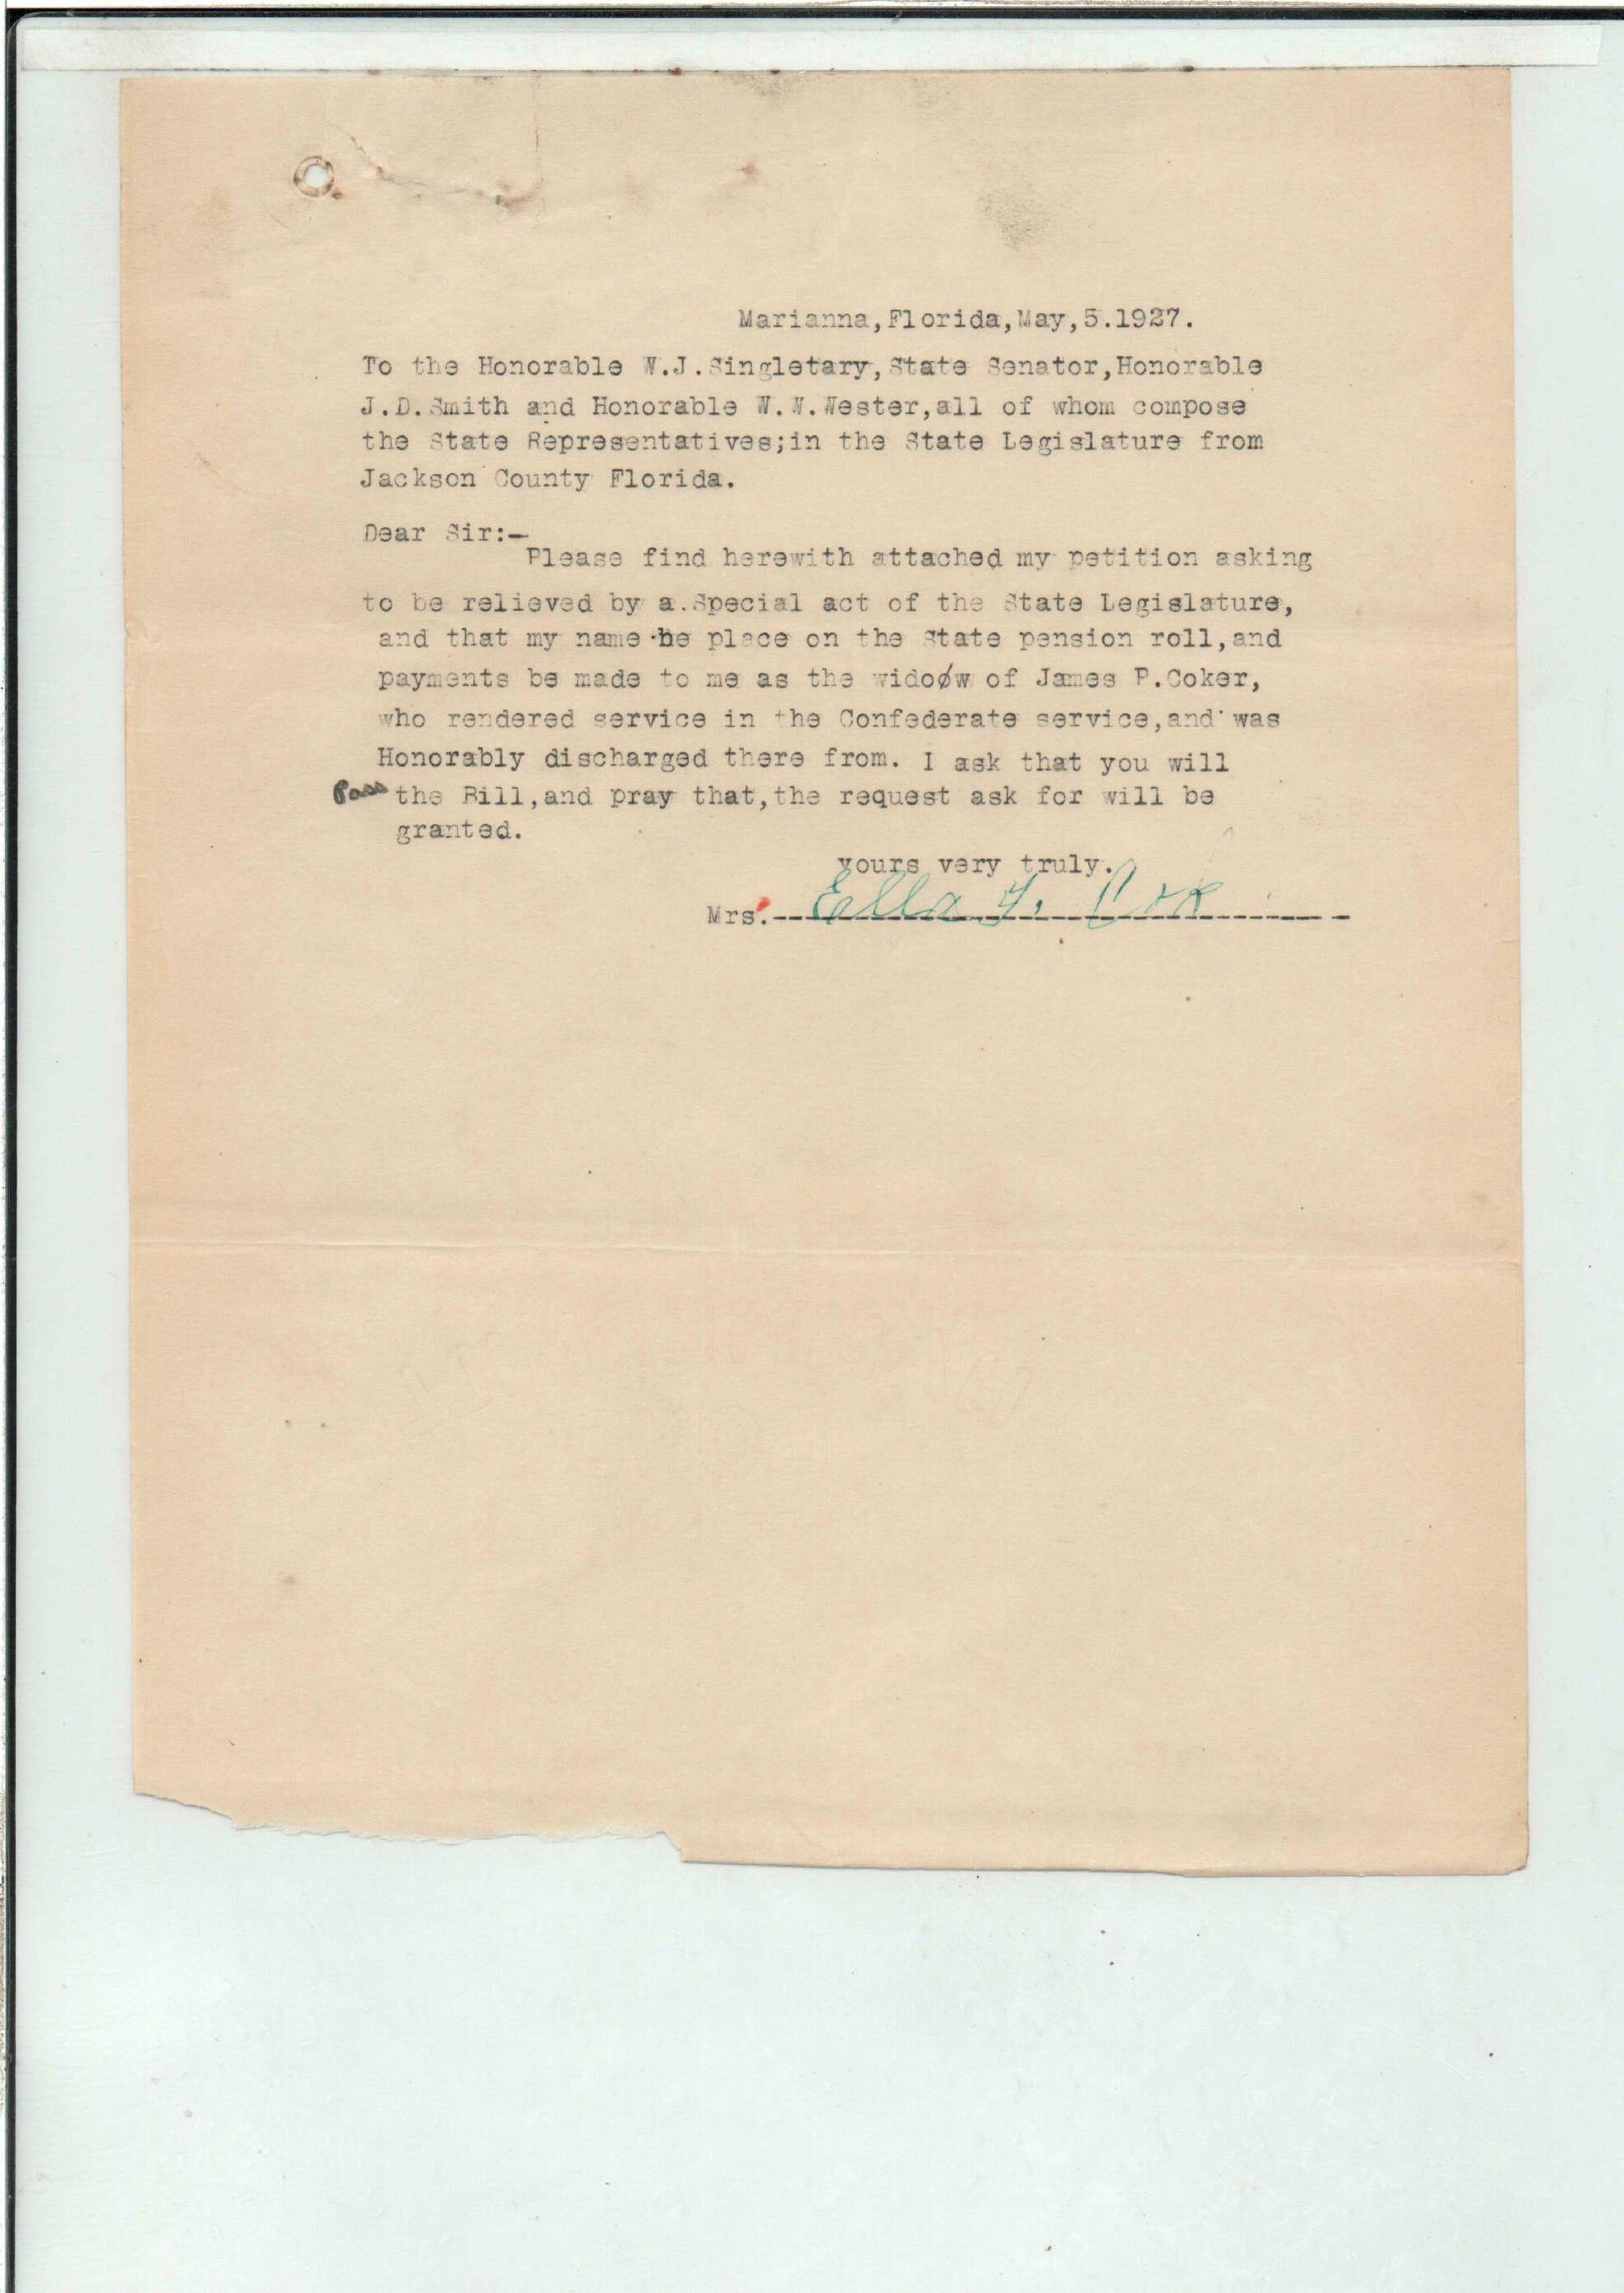 Marianna,Florida,May,5.1927.
To the Honorable W.J.Singletary,State Senator,Honorable
J.D.Smith and Honorable W.W.Wester,all of whom compose
the State Representatives;in the State Legislature from
Jackson County Florida.
Dear Sir:-
Please find herewith attached my petition asking
to be relieved by a.Special act of the State Legislature,
and that my name be place on the State pension roll,and
payments be made to me as the widoow of James P.Coker,
who rendered service in the Confederate service,and was
Honorably discharged there from. I ask that you will
Pass the Bill,and pray that,the request ask for will be
granted.
yours very truly.
Mrs. Ella